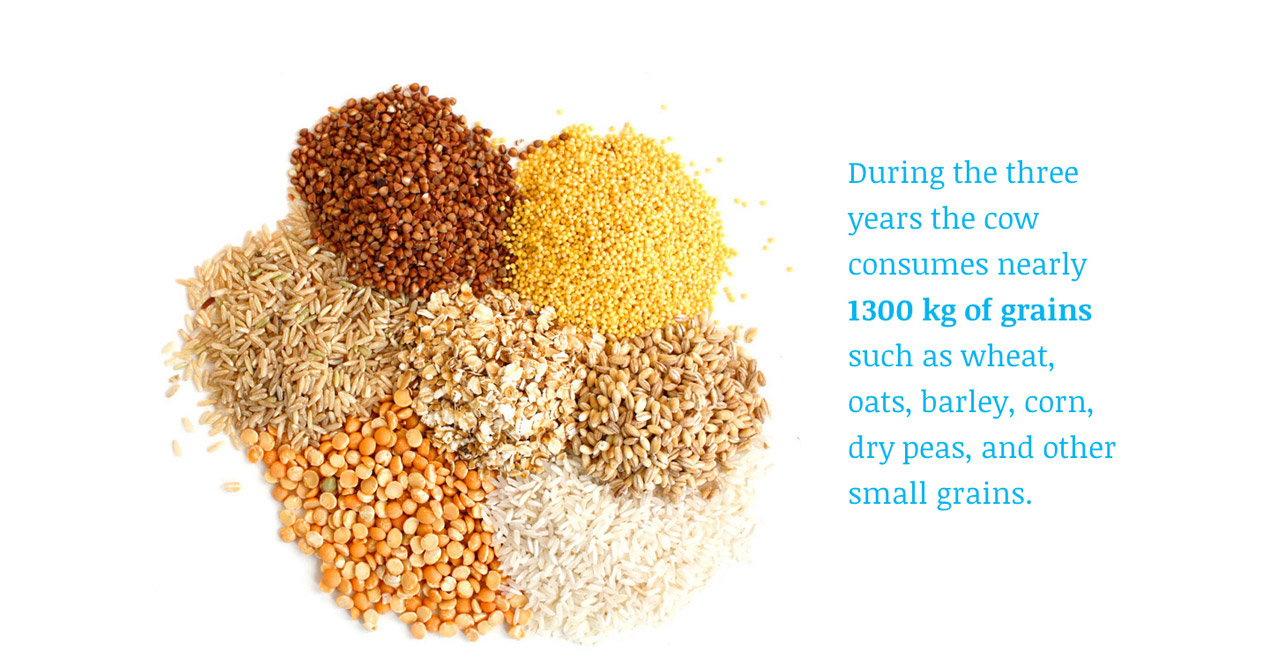 During the three
years the cow
consumes nearly
1300 kg of grains
such as wheat,
oats, barley, corn,
dry peas, and other
small grains.